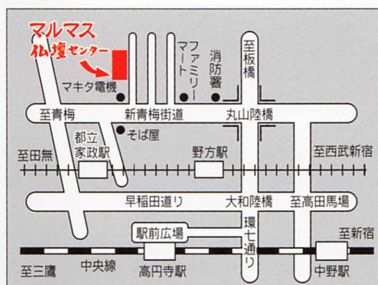 マルマス
仏壇センター
マキタ電機
ファミリーマート
消防署
至板橋
至青梅
新青梅街道
丸山陸橋
そば屋
都立家政駅
至田無
野方駅
至西武新宿
早稲田通り
大和陸橋
至高田馬場
駅前広場
環七通り
至新宿
至三鷹
中央線
高円寺駅
中野駅